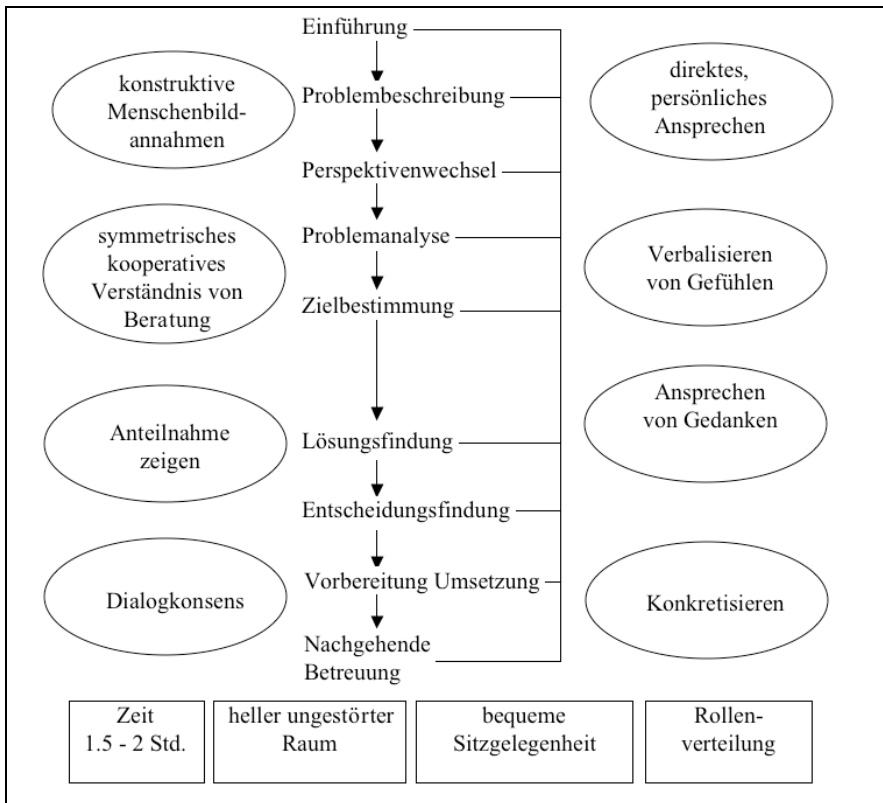 Einführung
konstruktive
Menschenbild-
annahmen
direktes,
persönliches
Ansprechen
Problembeschreibung
Perspektivenwechsel
symmetrisches
kooperatives
Verständnis von
Beratung
Problemanalyse
Verbalisieren
von Gefühlen
Zielbestimmung
Anteilnahme
zeigen
Ansprechen
von Gedanken
Lösungsfindung
Entscheidungsfindung
Dialogkonsens
Vorbereitung Umsetzung
Konkretisieren
Nachgehende
Betreuung
Zeit
1.5 - 2 Std.
heller ungestörter
Raum
bequeme
Sitzgelegenheit
Rollen-
verteilung